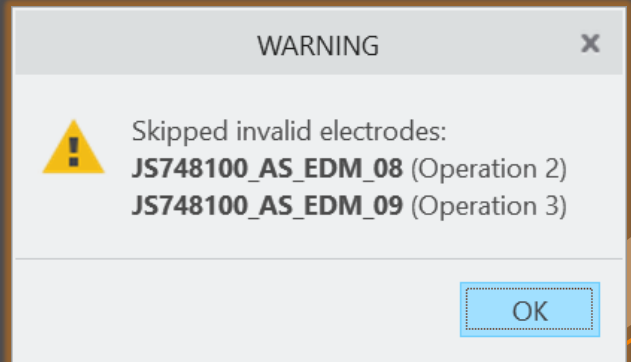 WARNING
Skipped invalid electrodes:
JS748100_AS_EDM_08 (Operation 2)
JS748100_AS_EDM_09 (Operation 3)
OK